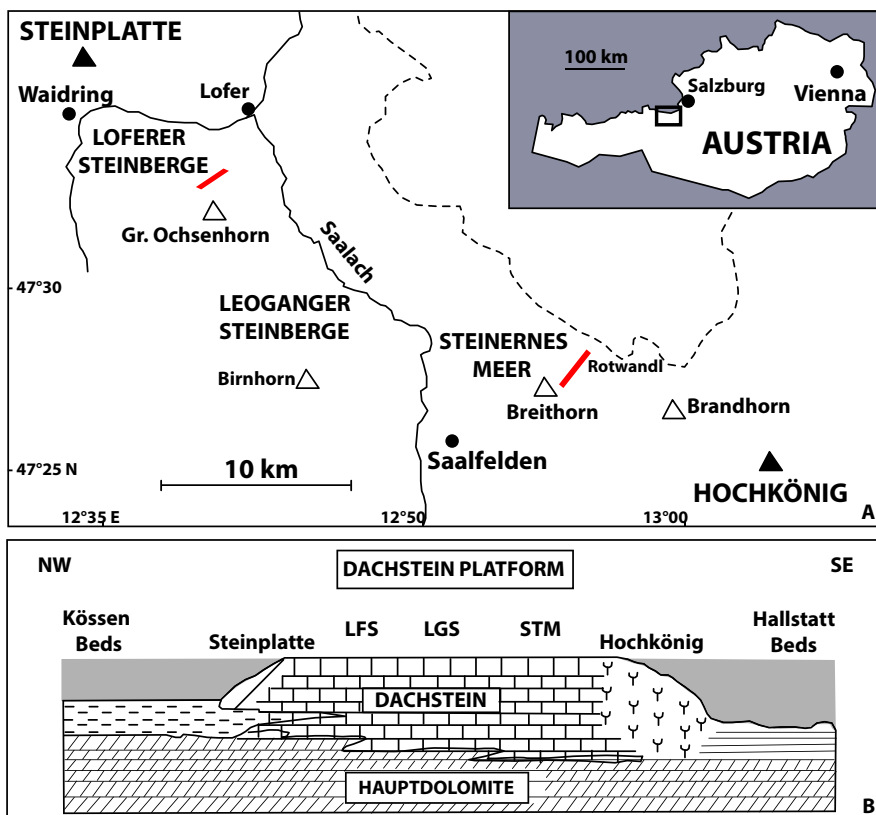 STEINPLATTE
Waidring
Lofer
LOFERER
STEINBERGE
Gr. Ochsenhorn
Saalach
100 km
Salzburg
Vienna
AUSTRIA
47°30
LEOGANGER
STEINBERGE
Birnhorn
STEINERNES
MEER
Rotwandl
Breithorn
Brandhorn
Saalfelden
HOCHKÖNIG
10 km
47°25 N
12°35 E
12°50
13°00
A
NW
DACHSTEIN PLATFORM
SE
Kössen
Beds
Steinplatte
LFS
LGS
STM
Hochkönig
Hallstatt
Beds
DACHSTEIN
HAUPTDOLOMITE
B